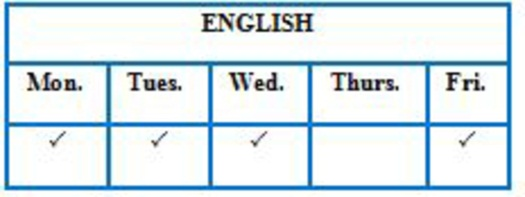 ENGLISH
Mon. Tues. Wed. Thurs. Fri.
✓ ✓ ✓ ✓